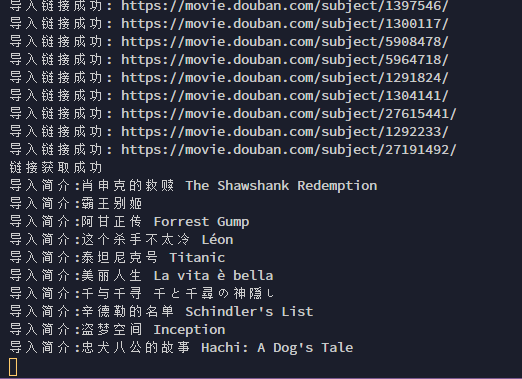 导入链接成功: https://movie.douban.com/subject/1397546/
导入链接成功: https://movie.douban.com/subject/1300117/
导入链接成功: https://movie.douban.com/subject/5908478/
导入链接成功: https://movie.douban.com/subject/5964718/
导入链接成功: https://movie.douban.com/subject/1291824/
导入链接成功: https://movie.douban.com/subject/1304141/
导入链接成功: https://movie.douban.com/subject/27615441/
导入链接成功: https://movie.douban.com/subject/1292233/
导入链接成功: https://movie.douban.com/subject/27191492/
链接获取成功
导入简介:肖申克的救赎 The Shawshank Redemption
导入简介:霸王别姬
导入简介:阿甘正传 Forrest Gump
导入简介:这个杀手不太冷 Léon
导入简介:泰坦尼克号 Titanic
导入简介:美丽人生 La vita è bella
导入简介:千与千寻 千と千尋の神隠し
导入简介:辛德勒的名单 Schindler's List
导入简介:盗梦空间 Inception
导入简介:忠犬八公的故事 Hachi: A Dog's Tale